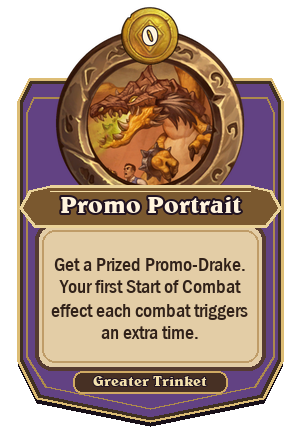 0
Promo Portrait
Get a Prized Promo-Drake.
Your first Start of Combat
effect each combat triggers
an extra time.
Greater Trinket